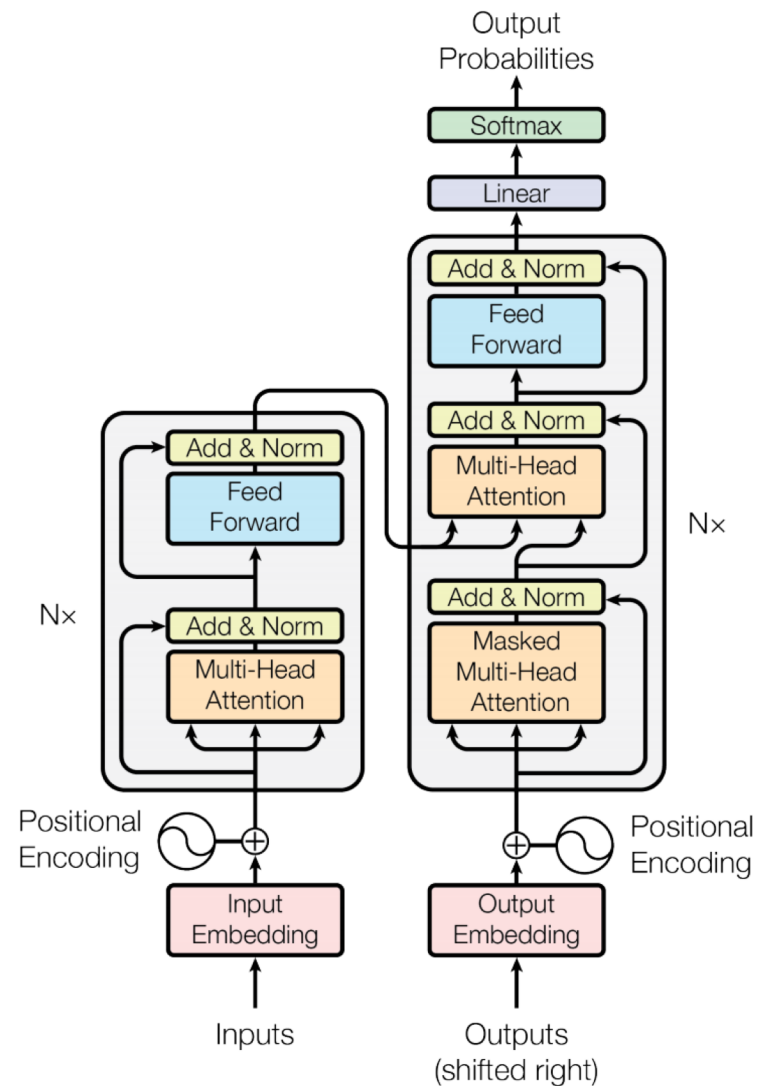 Output
Probabilities
Softmax
Linear
Add & Norm
Feed
Forward
Add & Norm
Multi-Head
Attention
N×
Add & Norm
Masked
Multi-Head
Attention
Add & Norm
Feed
Forward
N×
Add & Norm
Multi-Head
Attention
Positional
Encoding
Positional
Encoding
Input
Embedding
Output
Embedding
Inputs
Outputs
(shifted right)